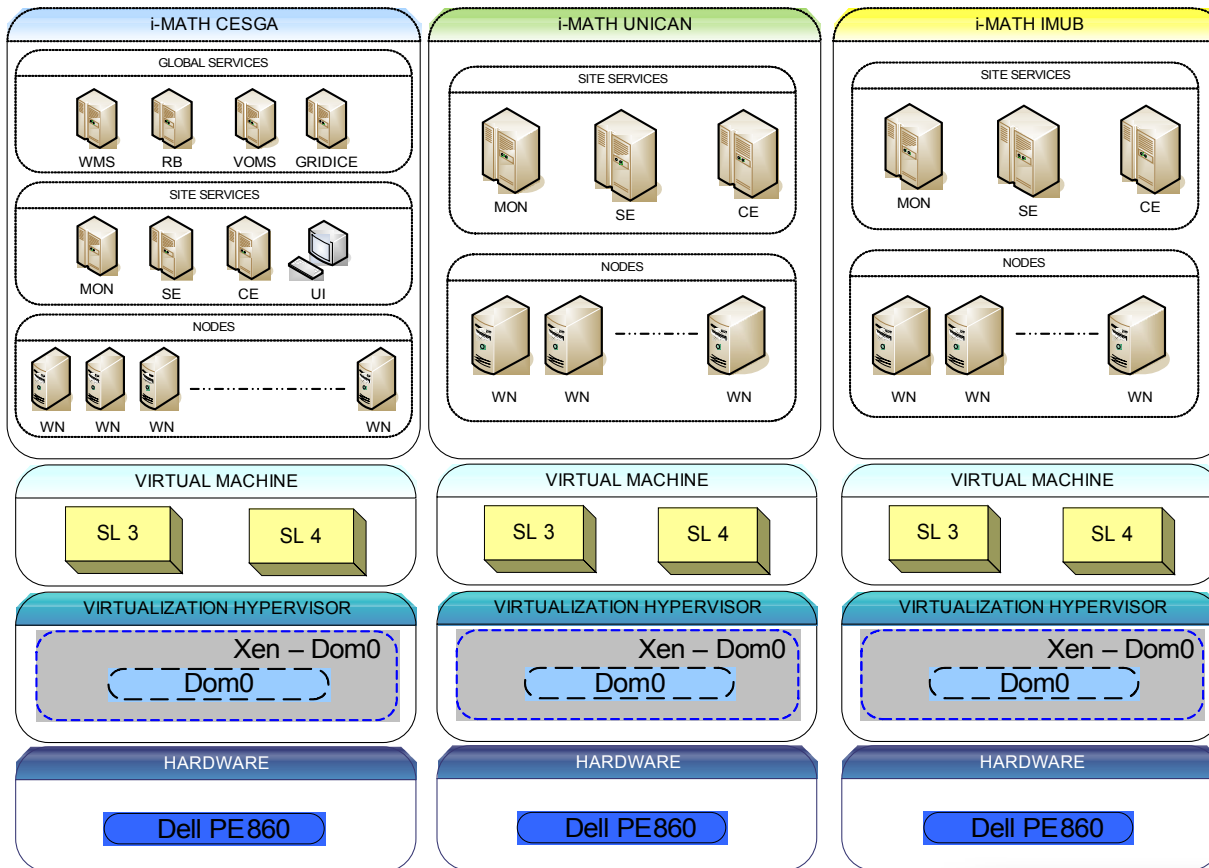 i-MATH CESGA
GLOBAL SERVICES
WMS RB VOMS GRIDICE
SITE SERVICES
MON SE CE UI
NODES
WN WN WN WN
VIRTUAL MACHINE
SL 3 SL 4
VIRTUALIZATION HYPERVISOR
Xen – Dom0
Dom0
HARDWARE
Dell PE860
i-MATH UNICAN
SITE SERVICES
MON SE CE
NODES
WN WN WN
VIRTUAL MACHINE
SL 3 SL 4
VIRTUALIZATION HYPERVISOR
Xen – Dom0
Dom0
HARDWARE
Dell PE860
i-MATH IMUB
SITE SERVICES
MON SE CE
NODES
WN WN WN
VIRTUAL MACHINE
SL 3 SL 4
VIRTUALIZATION HYPERVISOR
Xen – Dom0
Dom0
HARDWARE
Dell PE860